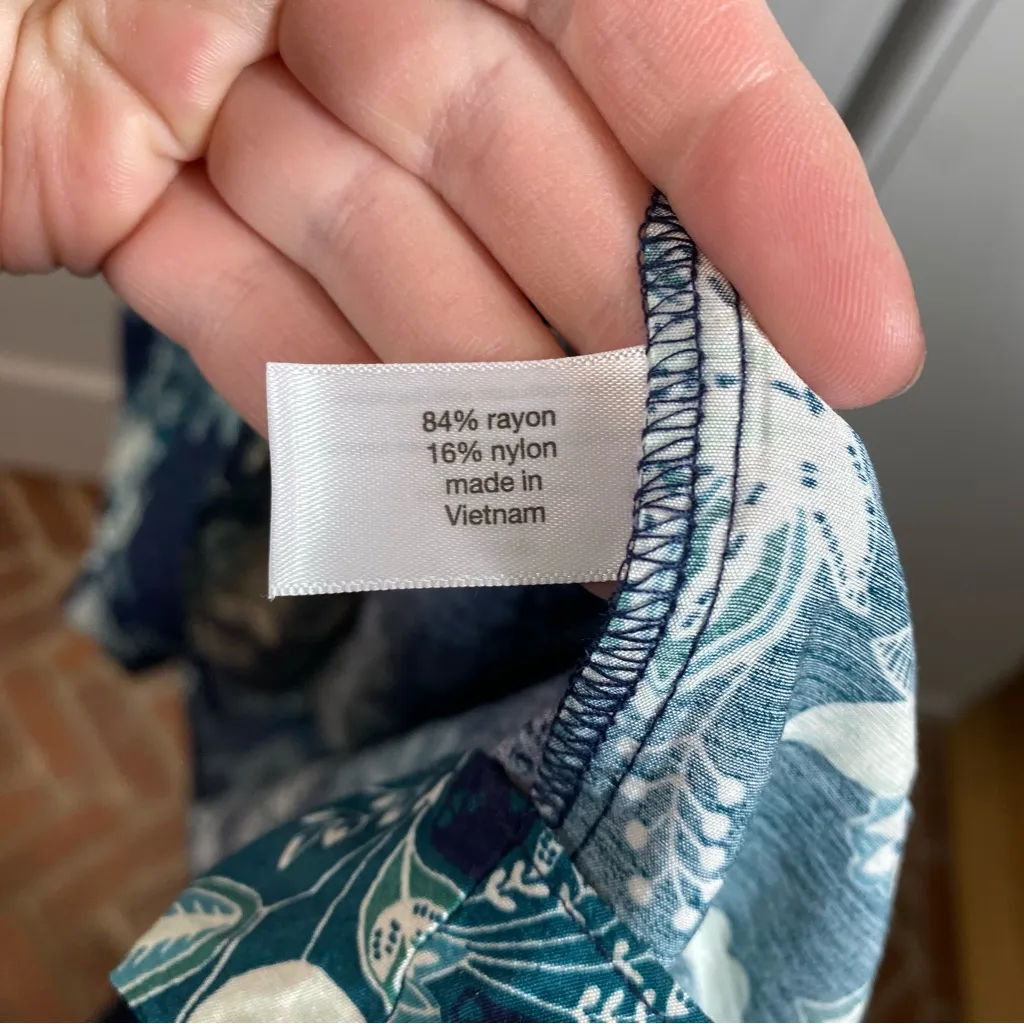 84% rayon
16% nylon
made in
Vietnam